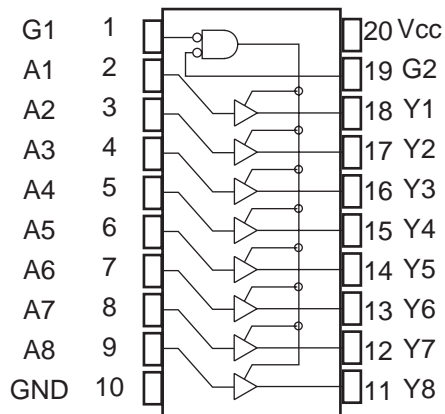 G1 1 20 Vcc
A1 2 19 G2
A2 3 18 Y1
A3 4 17 Y2
A4 5 16 Y3
A5 6 15 Y4
A6 7 14 Y5
A7 8 13 Y6
A8 9 12 Y7
GND 10 11 Y8